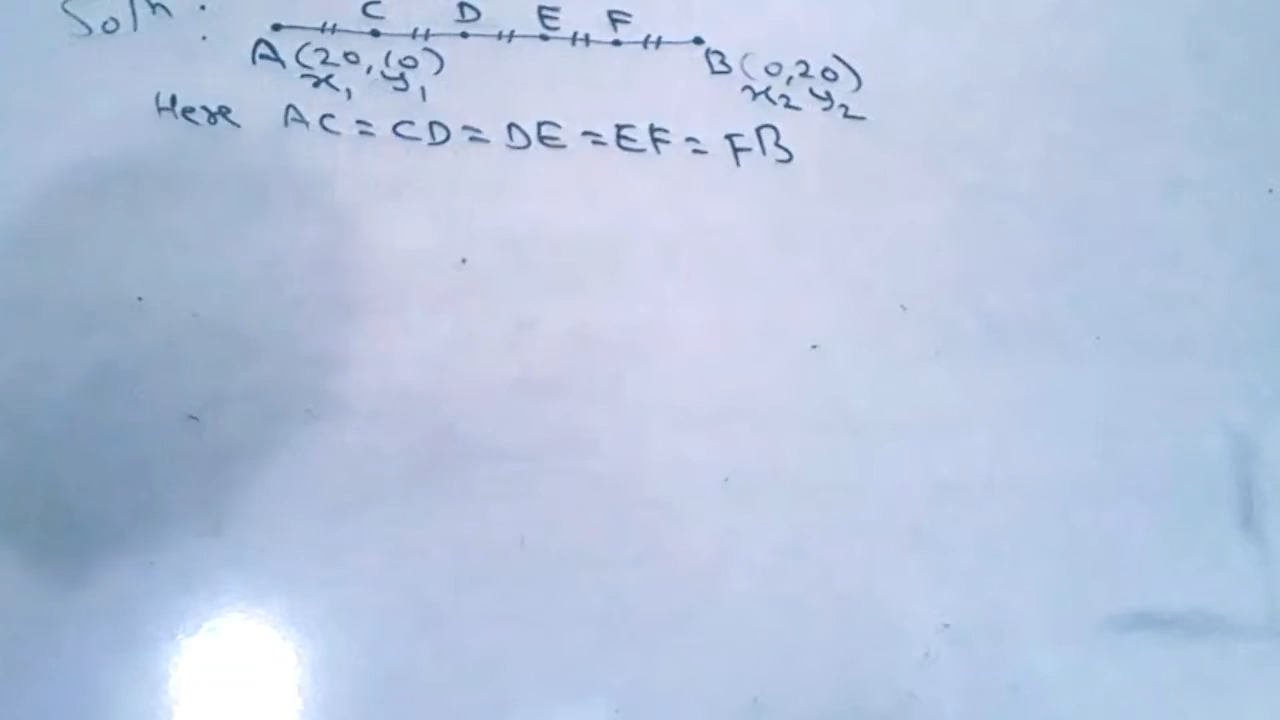 Soln :
C D E F
A(20,10) B(0,20)
x₁ y₁ x₂ y₂
Here AC = CD = DE = EF = FB